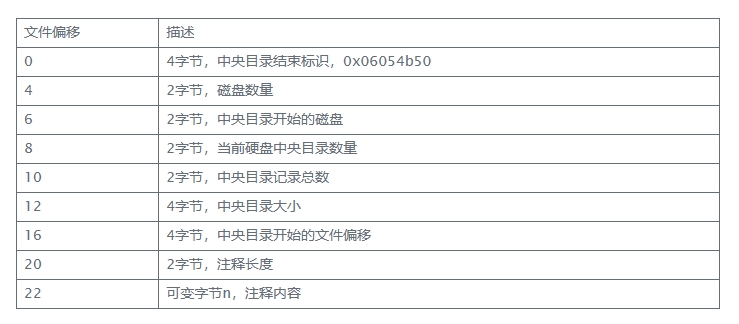 文件偏移 描述
0 4字节，中央目录结束标识，0x06054b50
4 2字节，磁盘数量
6 2字节，中央目录开始的磁盘
8 2字节，当前硬盘中央目录数量
10 2字节，中央目录记录总数
12 4字节，中央目录大小
16 4字节，中央目录开始的文件偏移
20 2字节，注释长度
22 可变字节n，注释内容